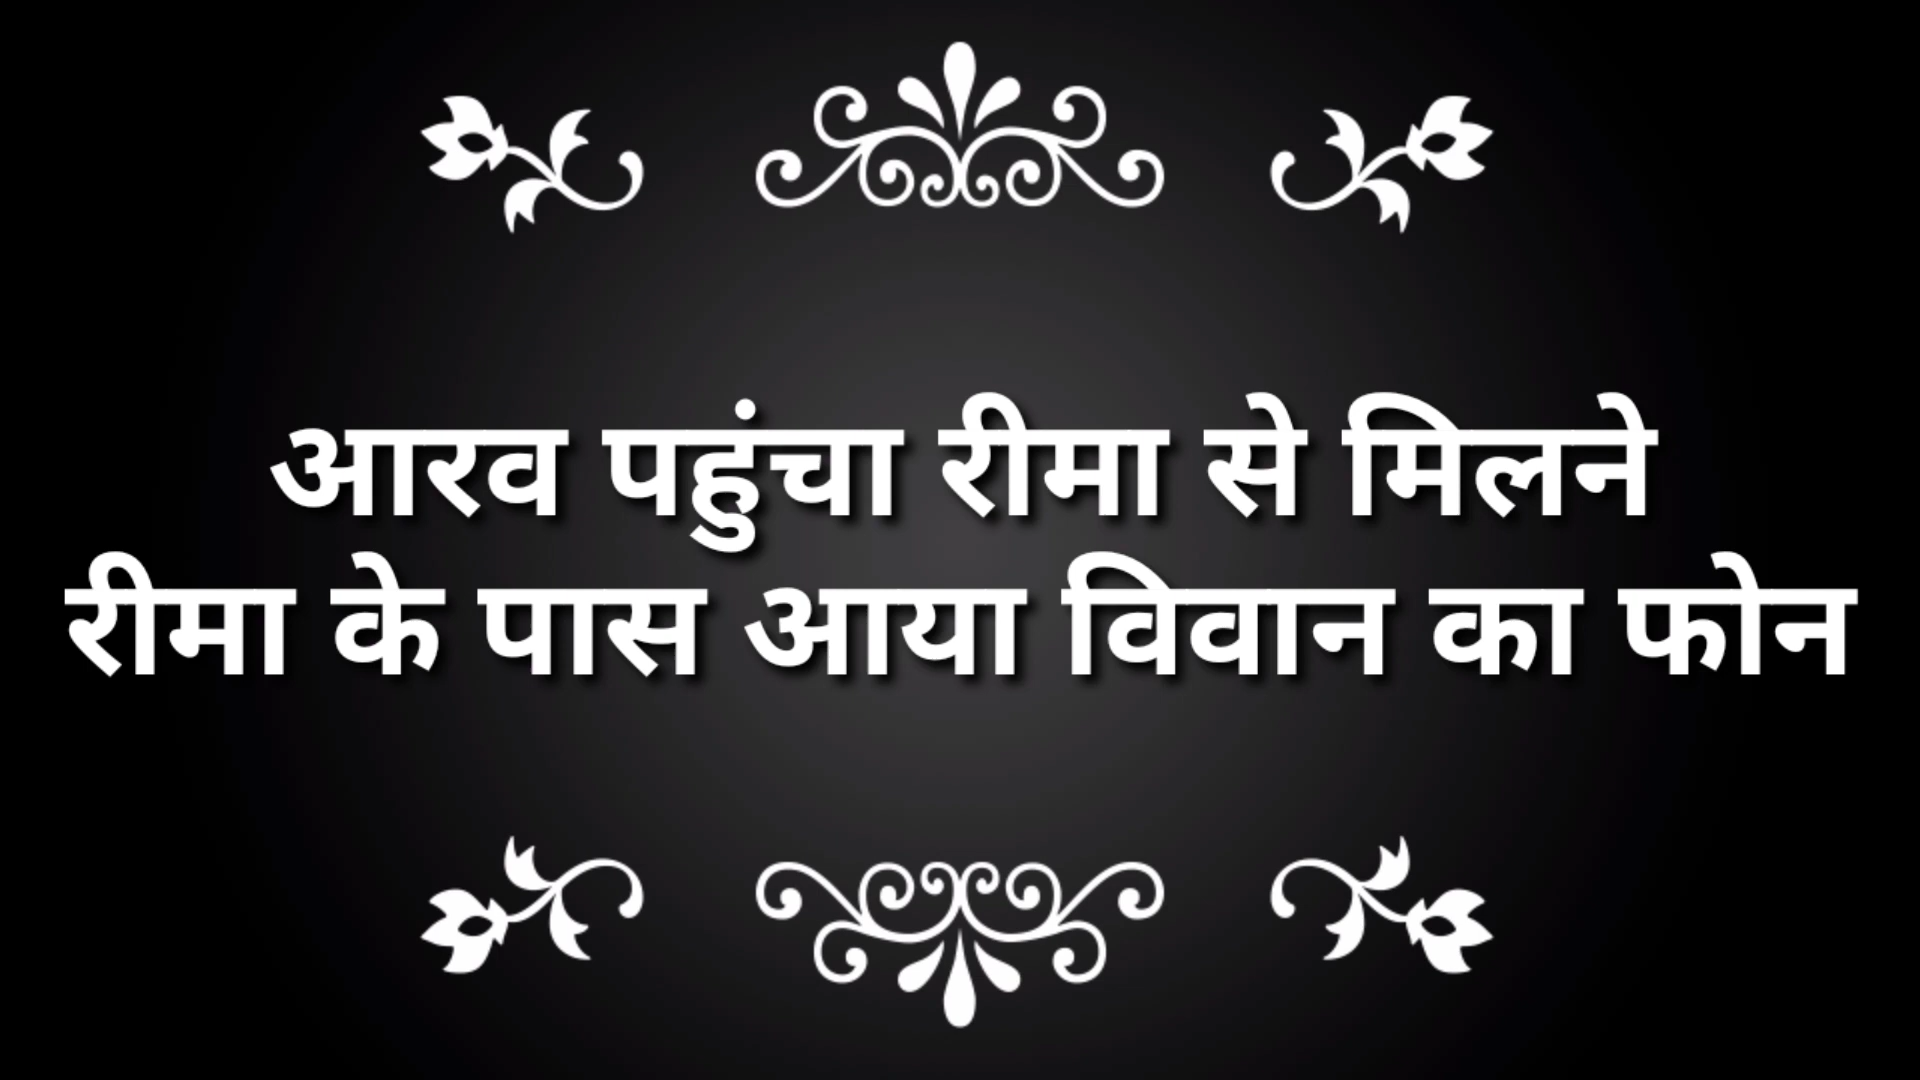 आरव पहुंचा रीमा से मिलने
रीमा के पास आया विवान का फोन